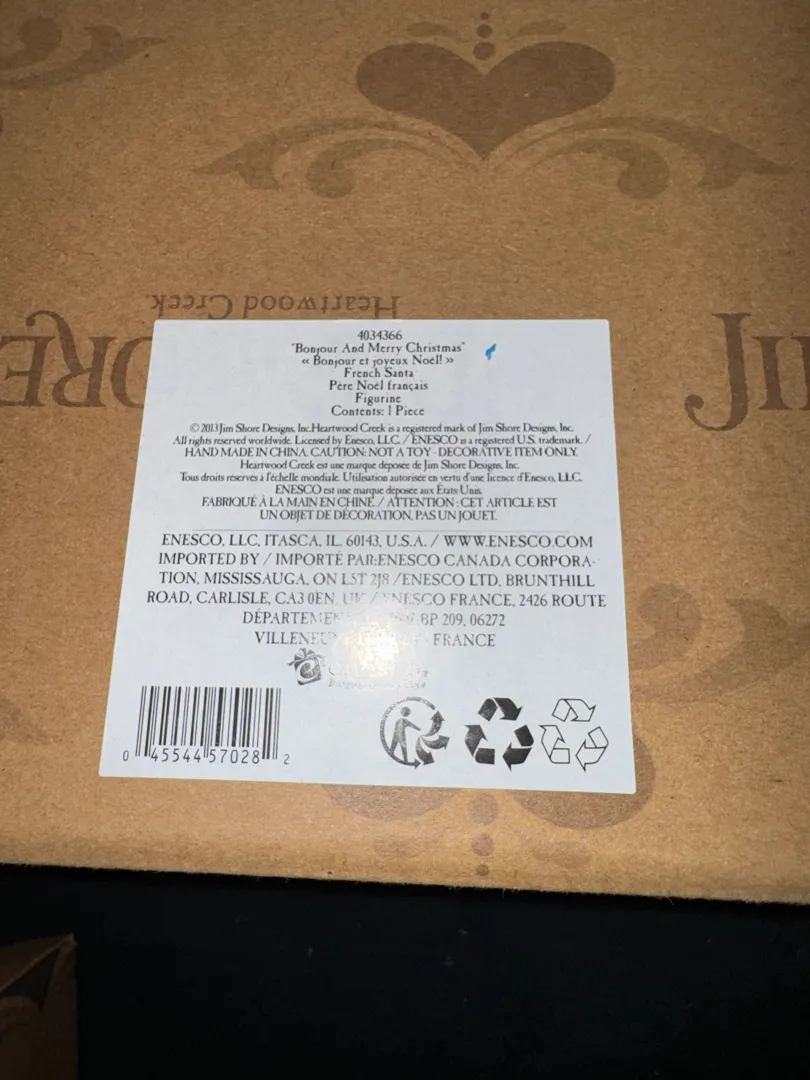 Heartwood Creek.
ORE
JIM
4034366
"Bonjour And Merry Christmas"
« Bonjour et joyeux Noël! »
French Santa
Père Noël français
Figurine
Contents: 1 Piece
© 2013 Jim Shore Designs, Inc. Heartwood Creek is a registered mark of Jim Shore Designs, Inc.
All rights reserved worldwide. Licensed by Enesco, LLC. / ENESCO is a registered U.S. trademark. /
HAND MADE IN CHINA. CAUTION: NOT A TOY - DECORATIVE ITEM ONLY.
Heartwood Creek est une marque déposée de Jim Shore Designs, Inc.
Tous droits réservés à l'échelle mondiale. Utilisation autorisée en vertu d'une licence d'Enesco, LLC.
ENESCO est une marque déposée aux États Unis.
FABRIQUÉ À LA MAIN EN CHINE / ATTENTION : CET ARTICLE EST
UN OBJET DE DÉCORATION, PAS UN JOUET.
ENESCO, LLC, ITASCA, IL. 60143, U.S.A. / WWW.ENESCO.COM
IMPORTED BY / IMPORTÉ PAR:ENESCO CANADA CORPORA-
TION, MISSISSAUGA, ON L5T 2J8 /ENESCO LTD, BRUNTHILL
ROAD, CARLISLE, CA3 0EN, UK / ENESCO FRANCE, 2426 ROUTE
BP 209, 06272
FRANCE
0 45544 57028 2